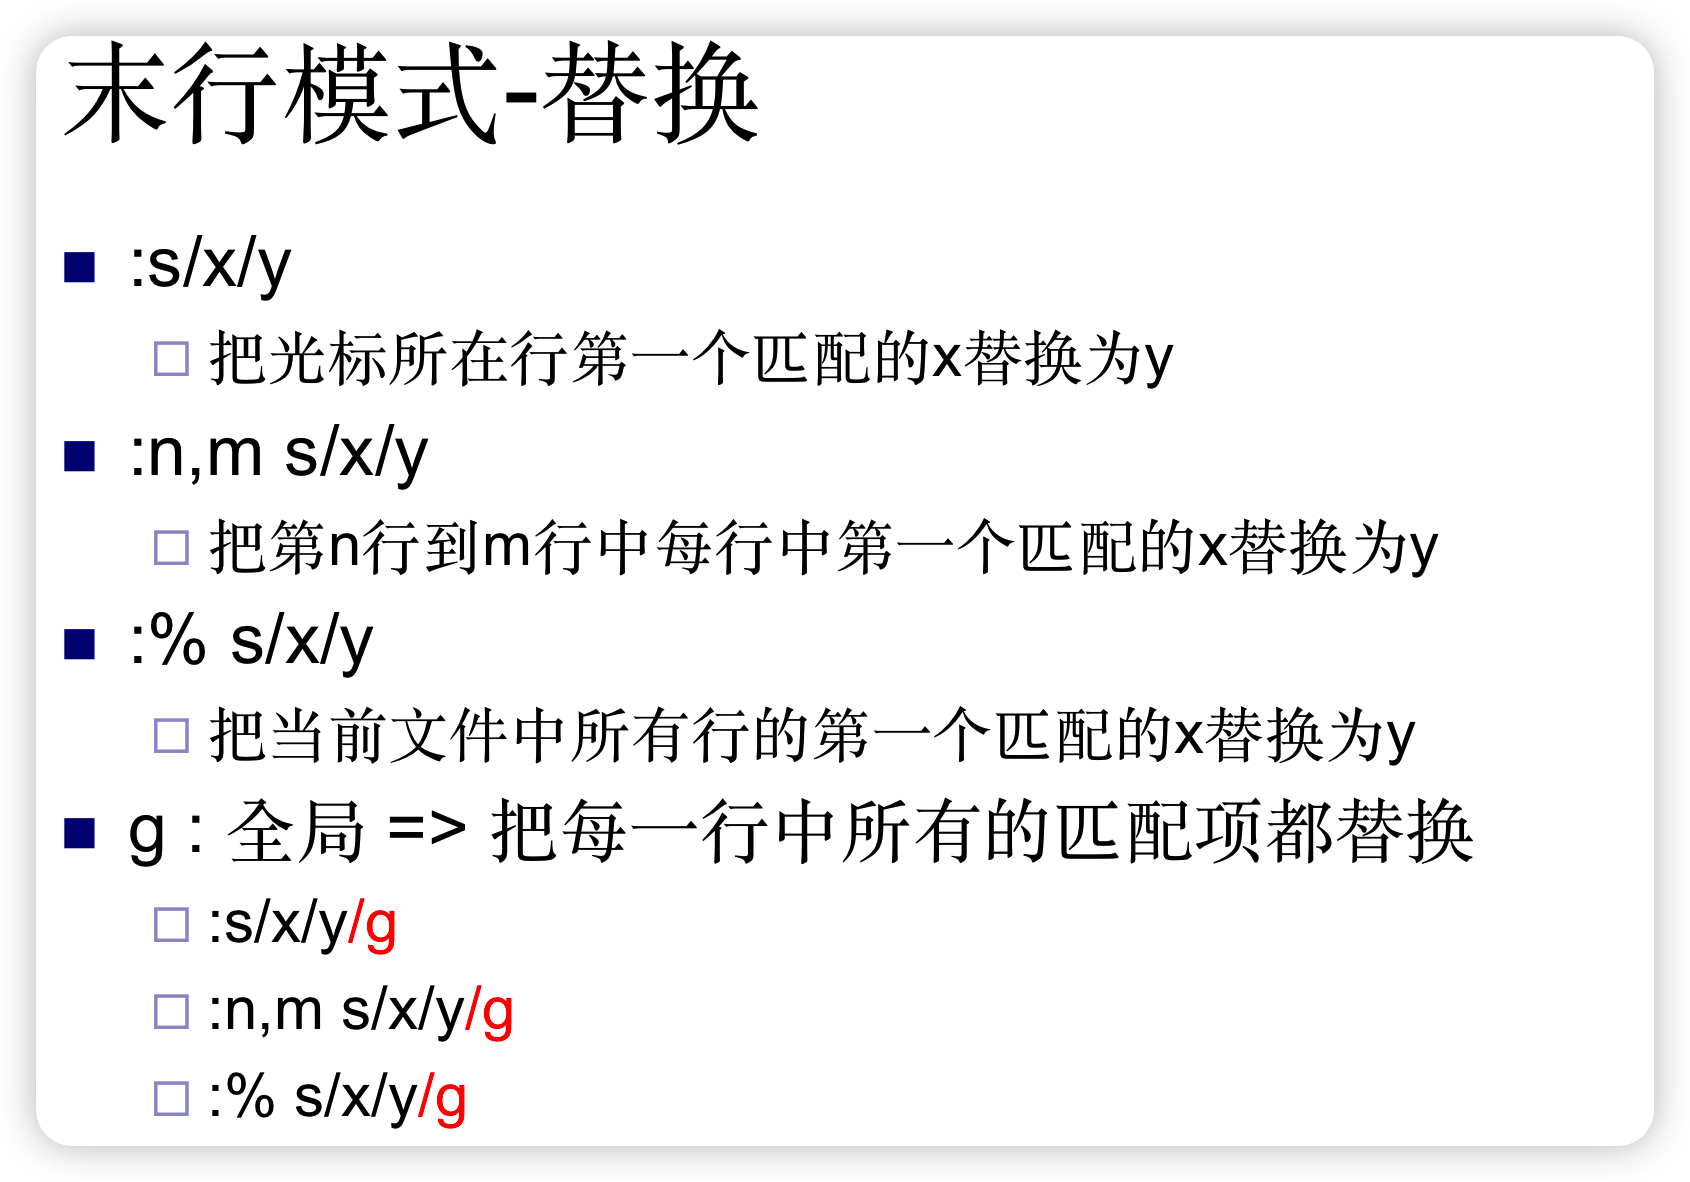 末行模式-替换
:s/x/y
把光标所在行第一个匹配的x替换为y
:n,m s/x/y
把第n行到m行中每行中第一个匹配的x替换为y
:% s/x/y
把当前文件中所有行的第一个匹配的x替换为y
g : 全局 => 把每一行中所有的匹配项都替换
:s/x/y/g
:n,m s/x/y/g
:% s/x/y/g